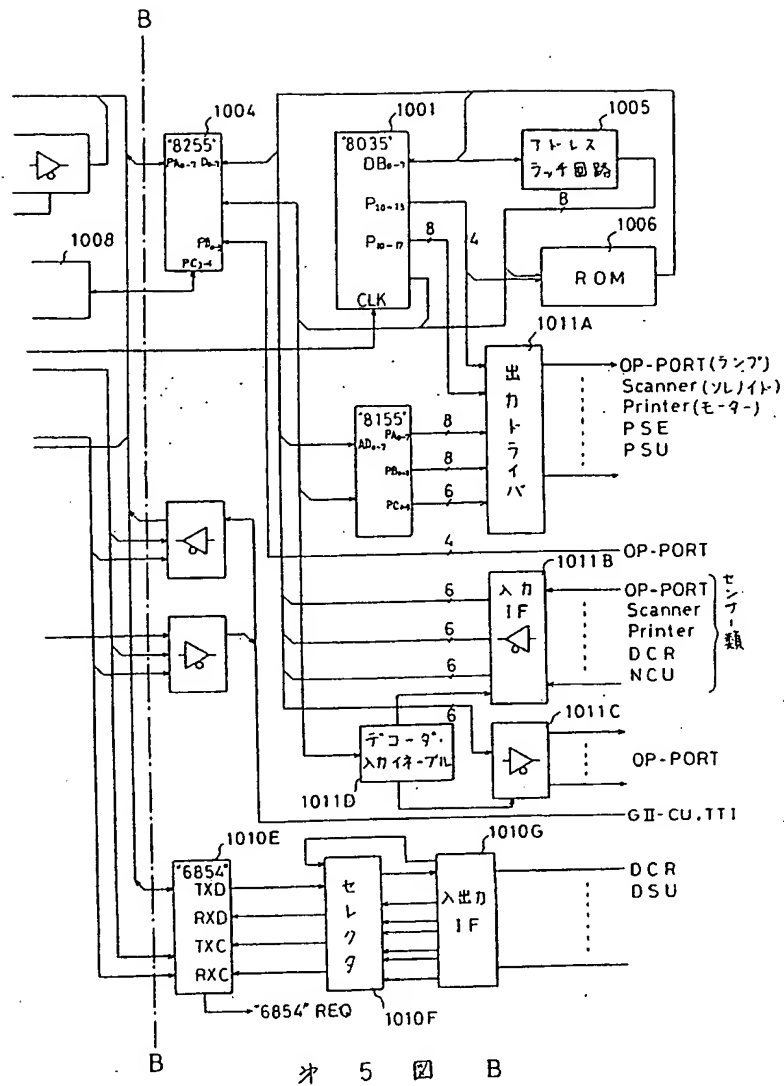 B
1004
1001
1005
"8255"
PA0-7 D0-7
PB0-3
PC3-4
"8035"
DB0-7
P20-23
P10-17
CLK
アドレス
ラッチ回路
8
8
4
1006
ROM
1008
1011A
出力ドライバ
OP-PORT(ランプ)
Scanner(ソレノイド)
Printer(モーター)
PSE
PSU
"8155"
AD0-7
PA0-7
PB0-8
8
8
6
4
OP-PORT
1011B
入力
IF
OP-PORT
Scanner
Printer
DCR
NCU
センサー類
6
6
6
6
1011C
OP-PORT
デコーダ・
入力イネーブル
1011D
GII-CU.TTI
1010E
"6854"
TXD
RXD
TXC
RXC
"6854" REQ
セレクタ
1010F
1010G
入出力
IF
DCR
DSU
B
第 5 図 B